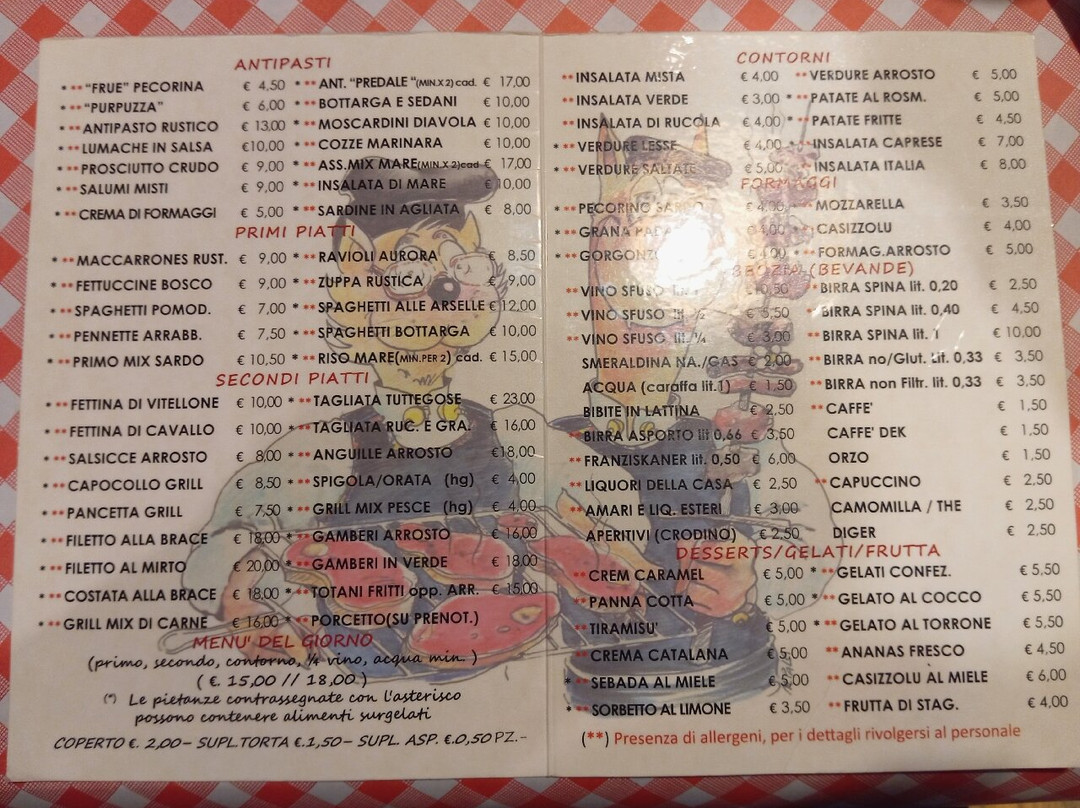 ANTIPASTI
* ** "FRUE" PECORINA € 4,50
** "PURPUZZA" € 6,00
* ** ANTIPASTO RUSTICO € 13,00
* ** LUMACHE IN SALSA €10,00
* ** PROSCIUTTO CRUDO € 9,00
* ** SALUMI MISTI € 9,00
* ** CREMA DI FORMAGGI € 5,00
* ** ANT. "PREDALE "(MIN.X 2) cad. € 17,00
* ** BOTTARGA E SEDANI € 10,00
* ** MOSCARDINI DIAVOLA € 10,00
* ** COZZE MARINARA € 10,00
* ** ASS.MIX MARE(MIN.X 2)cad € 17,00
* ** INSALATA DI MARE € 10,00
* ** SARDINE IN AGLIATA € 8,00
PRIMI PIATTI
* ** MACCARRONES RUST. € 9,00
* ** FETTUCCINE BOSCO € 9,00
* ** SPAGHETTI POMOD. € 7,00
* ** PENNETTE ARRABB. € 7,50
* ** PRIMO MIX SARDO € 10,50
* ** RAVIOLI AURORA € 8,50
* ** ZUPPA RUSTICA € 9,00
* ** SPAGHETTI ALLE ARSELLE €12,00
* ** SPAGHETTI BOTTARGA € 10,00
* ** RISO MARE(MIN.PER 2) cad. € 15,00
SECONDI PIATTI
* ** FETTINA DI VITELLONE € 10,00
* ** FETTINA DI CAVALLO € 10,00
* ** SALSICCE ARROSTO € 8,00
* ** CAPOCOLLO GRILL € 8,50
* ** PANCETTA GRILL € 7,50
* ** FILETTO ALLA BRACE € 18,00
* ** FILETTO AL MIRTO € 20,00
* ** COSTATA ALLA BRACE € 18,00
* ** GRILL MIX DI CARNE € 16,00
* ** TAGLIATA TUTTEGOSE € 23,00
* ** TAGLIATA RUC. E GRA. € 16,00
* ** ANGUILLE ARROSTO €18,00
* ** SPIGOLA/ORATA (hg) € 4,00
* ** GRILL MIX PESCE (hg) € 4,00
* ** GAMBERI ARROSTO € 16,00
* ** GAMBERI IN VERDE € 18,00
* ** TOTANI FRITTI opp. ARR. € 15,00
* ** PORCETTO(SU PRENOT.)
MENU' DEL GIORNO
(primo, secondo, contorno, ¼ vino, acqua min. )
( €. 15,00 // 18,00 )
(*) Le pietanze contrassegnate con l'asterisco
possono contenere alimenti surgelati
COPERTO €. 2,00 – SUPL.TORTA €.1,50 – SUPL. ASP. €.0,50 PZ.-
CONTORNI
** INSALATA MISTA € 4,00
** INSALATA VERDE € 3,00
** INSALATA DI RUCOLA € 4,00
* ** VERDURE LESSE € 4,00
* ** VERDURE SALTATE € 5,00
** VERDURE ARROSTO € 5,00
* ** PATATE AL ROSM. € 5,00
* ** PATATE FRITTE € 4,50
INSALATA CAPRESE € 7,00
INSALATA ITALIA € 8,00
FORMAGGI
* ** PECORINO SARDO € 4,00
* ** GRANA € 4,00
* ** € 4,00
** MOZZARELLA € 3,50
** CASIZZOLU € 4,00
** FORMAG.ARROSTO € 5,00
(BEVANDE)
** VINO SFUSO
** VINO SFUSO lit. ½
** VINO SFUSO lit. ¼ € 3,00
SMERALDINA NA./GAS € 2,00
ACQUA (caraffa lit.1) € 1,50
BIBITE IN LATTINA € 2,50
** BIRRA ASPORTO lit 0,66 € 3,50
** FRANZISKANER lit. 0,50 € 6,00
** LIQUORI DELLA CASA € 2,50
** AMARI E LIQ. ESTERI € 3,00
APERITIVI (CRODINO) € 2,50
** BIRRA SPINA lit. 0,20 € 2,50
** BIRRA SPINA lit. 0,40 € 4,50
** BIRRA SPINA lit. 1 € 10,00
** BIRRA no/Glut. lit. 0,33 € 3,50
** BIRRA non Filtr. lit. 0,33 € 3,50
** CAFFE' € 1,50
CAFFE' DEK € 1,50
ORZO € 1,50
** CAPUCCINO € 2,50
CAMOMILLA / THE € 2,50
DIGER € 2,50
DESSERTS/GELATI/FRUTTA
** CREM CARAMEL € 5,00
** PANNA COTTA € 5,00
** TIRAMISU' € 5,00
** CREMA CATALANA € 5,00
* ** SEBADA AL MIELE € 5,00
* ** SORBETTO AL LIMONE € 3,50
* ** GELATI CONFEZ. € 5,50
* ** GELATO AL COCCO € 5,50
* ** GELATO AL TORRONE € 5,50
** ANANAS FRESCO € 4,50
** CASIZZOLU AL MIELE € 6,00
** FRUTTA DI STAG. € 4,00
(**) Presenza di allergeni, per i dettagli rivolgersi al personale